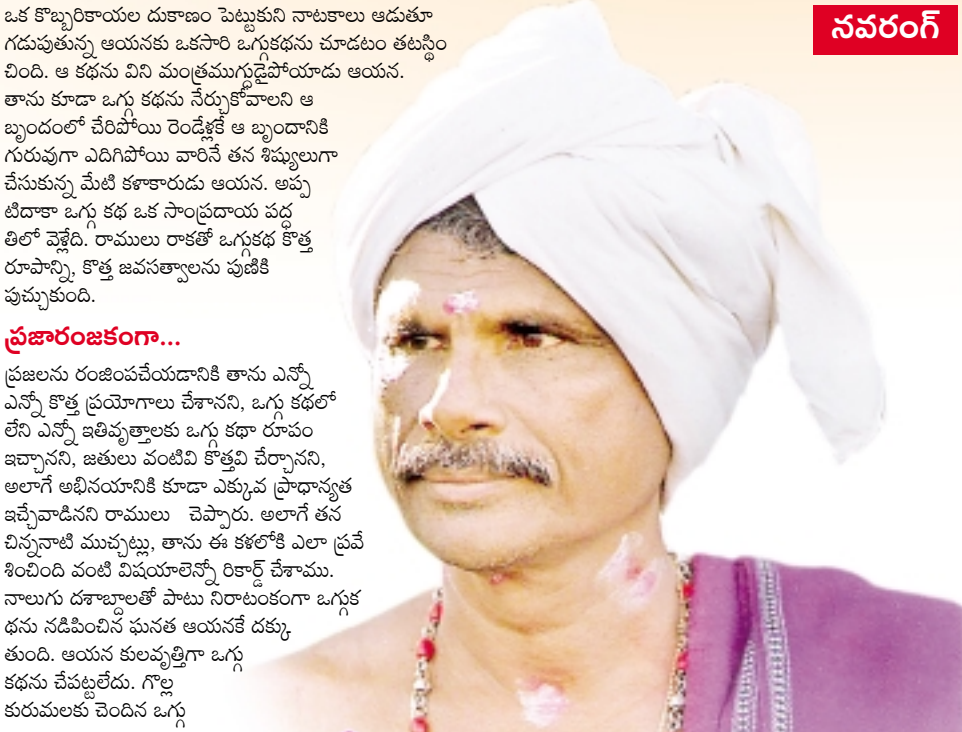 నవరంగ్
ఒక కొబ్బరికాయల దుకాణం పెట్టుకుని నాటకాలు ఆడుతూ
గడుపుతున్న ఆయనకు ఒకసారి ఒగ్గుకథను చూడటం తటస్థిం
చింది. ఆ కథను విని మంత్రముగ్ధుడైపోయాడు ఆయన.
తాను కూడా ఒగ్గు కథను నేర్చుకోవాలని ఆ
బృందంలో చేరిపోయి రెండేళ్లకే ఆ బృందానికి
గురువుగా ఎదిగిపోయి వారినే తన శిష్యులుగా
చేసుకున్న మేటి కళాకారుడు ఆయన. అప్ప
టిదాకా ఒగ్గు కథ ఒక సాంప్రదాయ పద్ధ
తిలో వెళ్లేది. రాములు రాకతో ఒగ్గుకథ కొత్త
రూపాన్ని, కొత్త జవసత్వాలను పుణికి
పుచ్చుకుంది.
ప్రజారంజకంగా...
ప్రజలను రంజింపచేయడానికి తాను ఎన్నో
ఎన్నో కొత్త ప్రయోగాలు చేశానని, ఒగ్గు కథలో
లేని ఎన్నో ఇతివృత్తాలకు ఒగ్గు కథా రూపం
ఇచ్చానని, జతులు వంటివి కొత్తవి చేర్చానని,
అలాగే అభినయానికి కూడా ఎక్కువ ప్రాధాన్యత
ఇచ్చేవాడినని రాములు చెప్పారు. అలాగే తన
చిన్ననాటి ముచ్చట్లు, తాను ఈ కళలోకి ఎలా ప్రవే
శించింది వంటి విషయాలెన్నో రికార్డ్ చేశాము.
నాలుగు దశాబ్దాలతో పాటు నిరాటంకంగా ఒగ్గుక
థను నడిపించిన ఘనత ఆయనకే దక్కు
తుంది. ఆయన కులవృత్తిగా ఒగ్గు
కథను చేపట్టలేదు. గొల్ల
కురుమలకు చెందిన ఒగ్గు